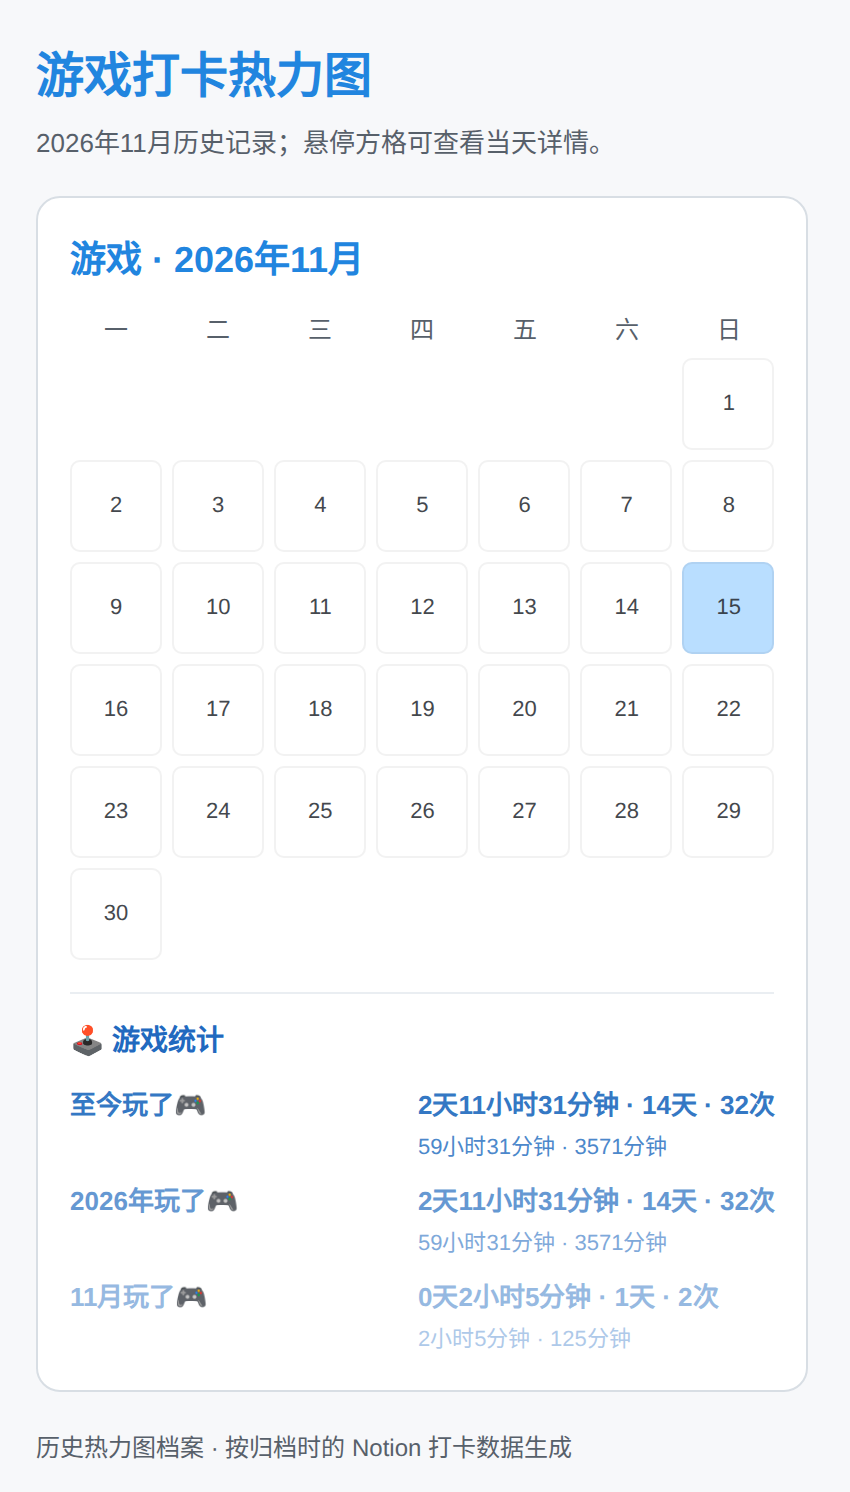 游戏打卡热力图
2026年11月历史记录；悬停方格可查看当天详情。
游戏 · 2026年11月
一 二 三 四 五 六 日
1
2 3 4 5 6 7 8
9 10 11 12 13 14 15
16 17 18 19 20 21 22
23 24 25 26 27 28 29
30
🕹️ 游戏统计
至今玩了🎮 2天11小时31分钟 · 14天 · 32次
59小时31分钟 · 3571分钟
2026年玩了🎮 2天11小时31分钟 · 14天 · 32次
59小时31分钟 · 3571分钟
11月玩了🎮 0天2小时5分钟 · 1天 · 2次
2小时5分钟 · 125分钟
历史热力图档案 · 按归档时的 Notion 打卡数据生成